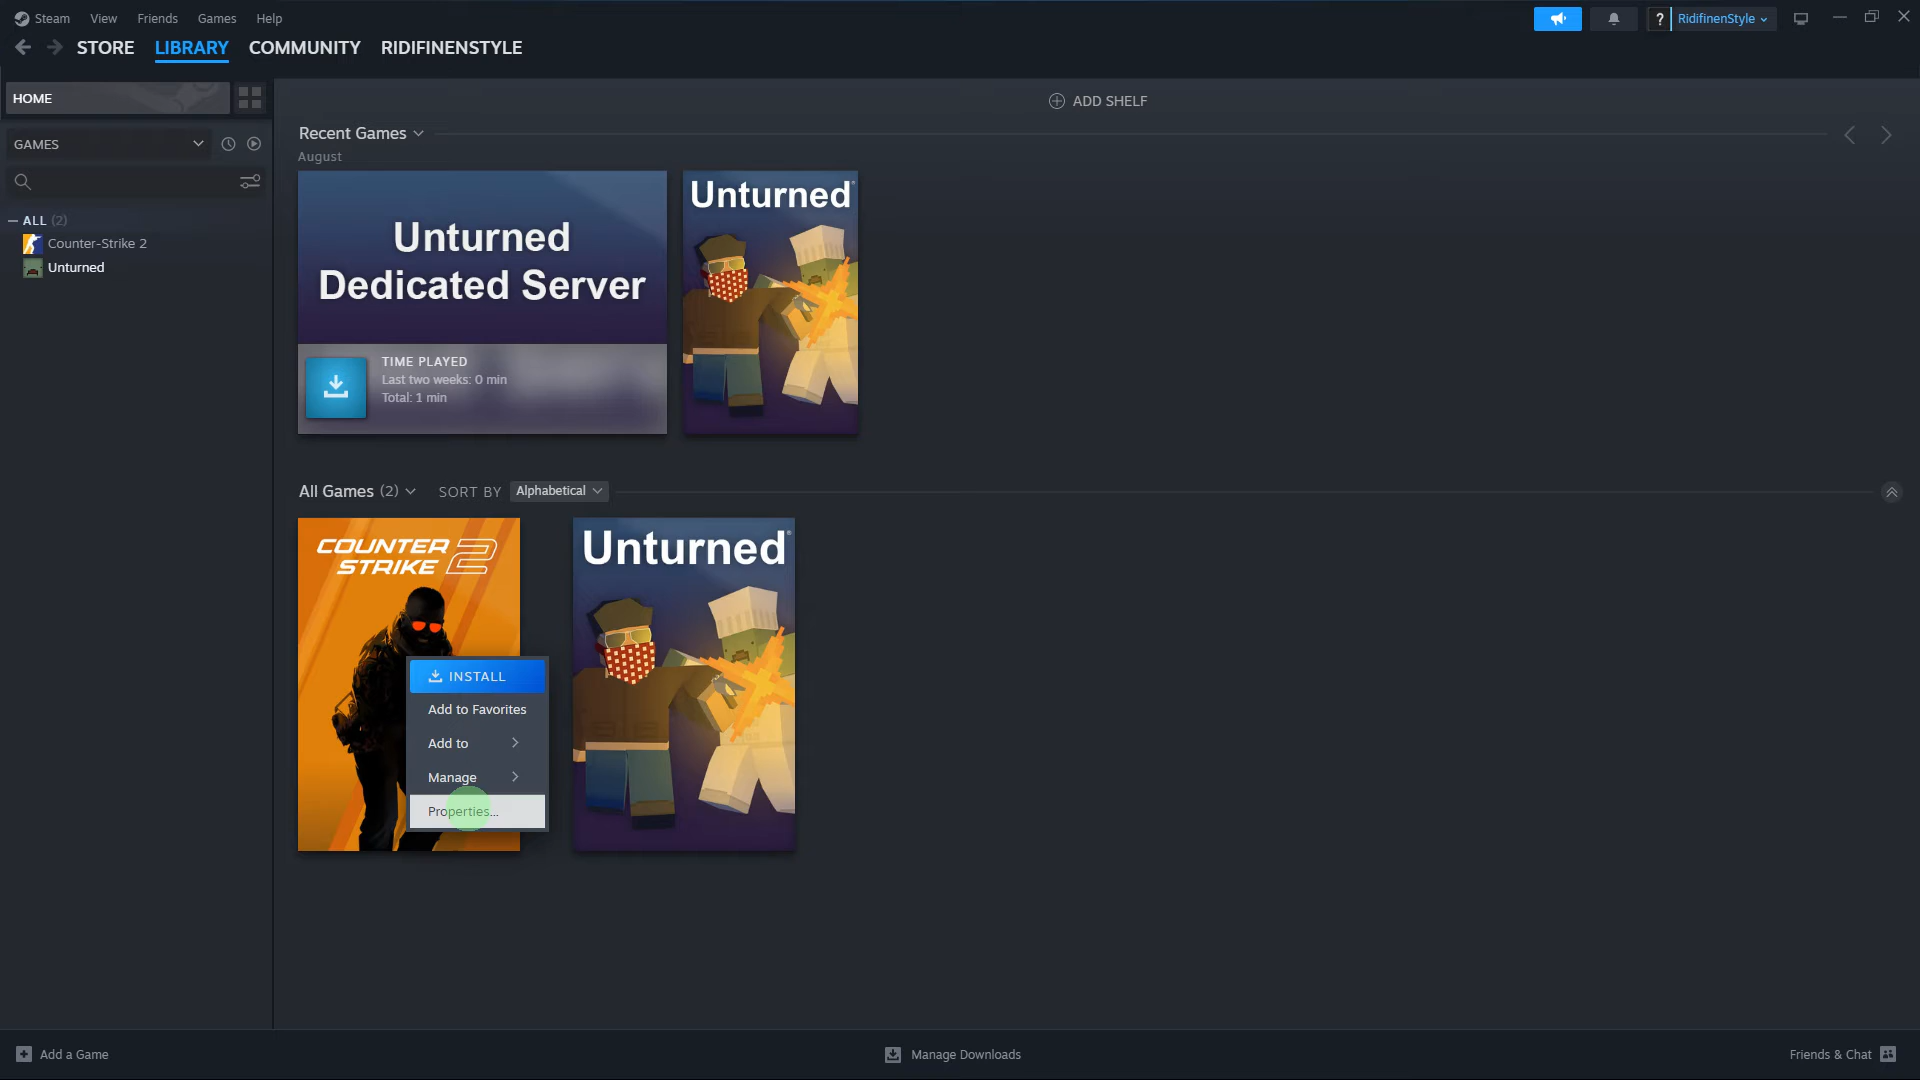 Steam View Friends Games Help
? RidifinenStyle
STORE LIBRARY COMMUNITY RIDIFINENSTYLE
HOME
ADD SHELF
GAMES
Recent Games
August
ALL (2)
Counter-Strike 2
Unturned
Unturned
Dedicated Server
TIME PLAYED
Last two weeks: 0 min
Total: 1 min
Unturned
All Games (2) SORT BY Alphabetical
COUNTER
STRIKE 2
Unturned
INSTALL
Add to Favorites
Add to
Manage
Properties...
Add a Game
Manage Downloads
Friends & Chat